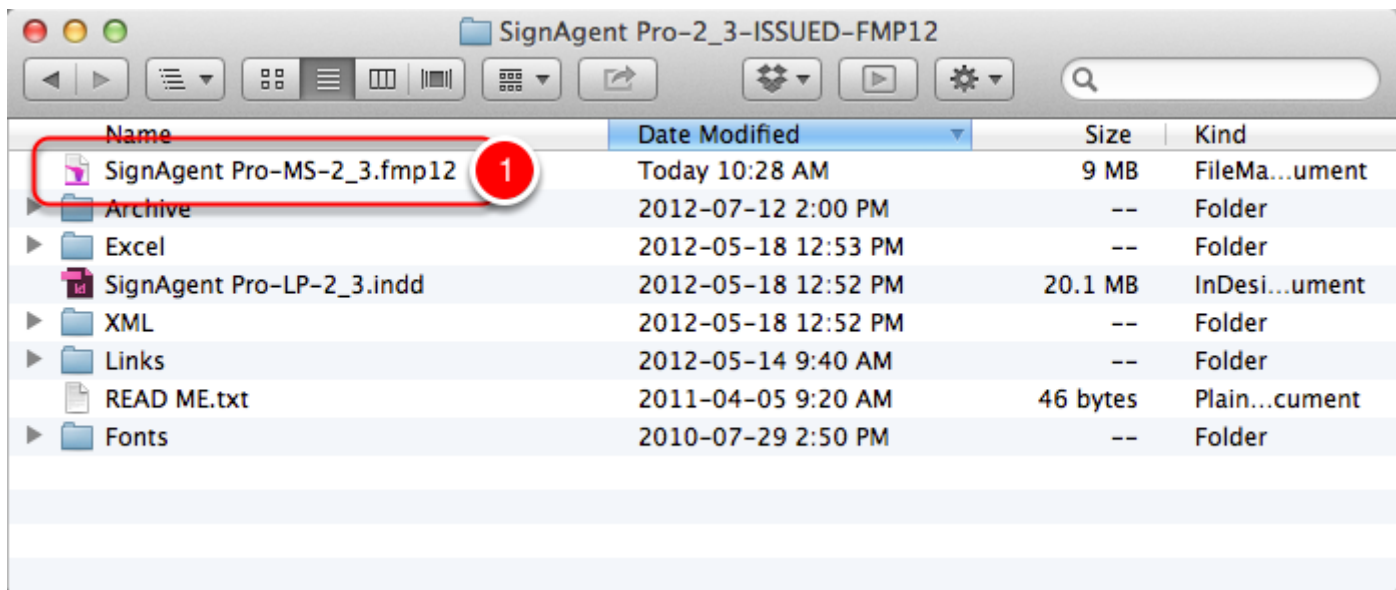 SignAgent Pro-2_3-ISSUED-FMP12
Name Date Modified Size Kind
SignAgent Pro-MS-2_3.fmp12 1 Today 10:28 AM 9 MB FileMa...ument
Archive 2012-07-12 2:00 PM -- Folder
Excel 2012-05-18 12:53 PM -- Folder
Id SignAgent Pro-LP-2_3.indd 2012-05-18 12:52 PM 20.1 MB InDesi...ument
XML 2012-05-18 12:52 PM -- Folder
Links 2012-05-14 9:40 AM -- Folder
READ ME.txt 2011-04-05 9:20 AM 46 bytes Plain...cument
Fonts 2010-07-29 2:50 PM -- Folder